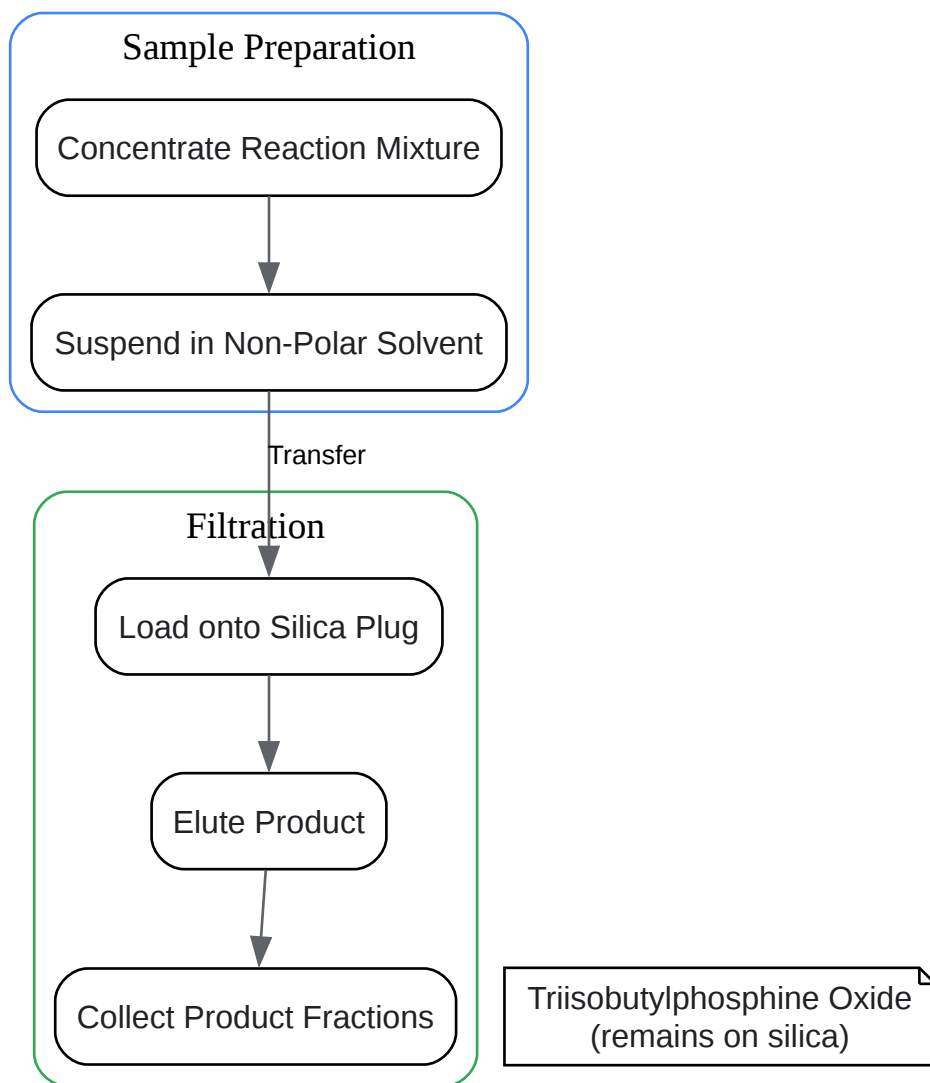 Sample Preparation
Concentrate Reaction Mixture
Suspend in Non-Polar Solvent
Transfer
Filtration
Load onto Silica Plug
Elute Product
Collect Product Fractions
Triisobutylphosphine Oxide
(remains on silica)